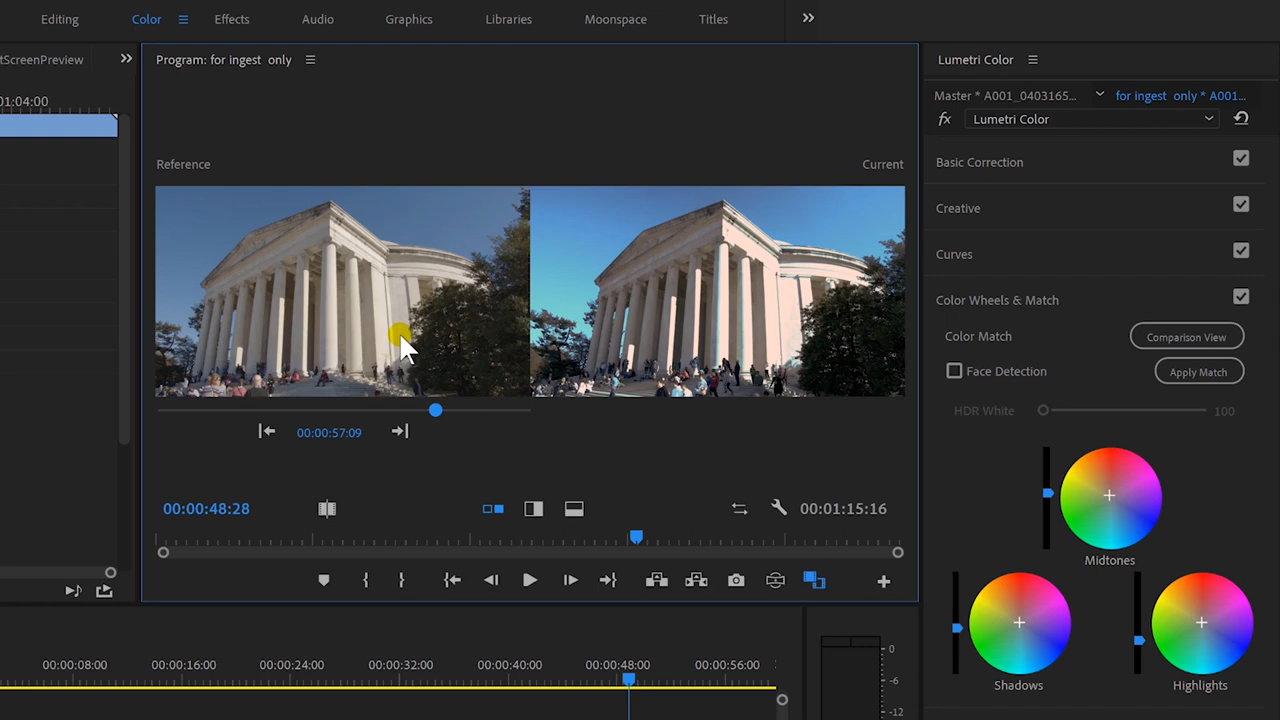 Editing Color Effects Audio Graphics Libraries Moonspace Titles
tScreenPreview
Program: for ingest only
Lumetri Color
01:04:00
Master * A001_0403165... for ingest only * A001...
fx Lumetri Color
Reference
Current
Basic Correction
Creative
Curves
Color Wheels & Match
Color Match Comparison View
Face Detection Apply Match
HDR White 100
00:00:57:09
00:00:48:28
00:01:15:16
Midtones
Shadows
Highlights
00:00:08:00 00:00:16:00 00:00:24:00 00:00:32:00 00:00:40:00 00:00:48:00 00:00:56:00
0
-6
-12